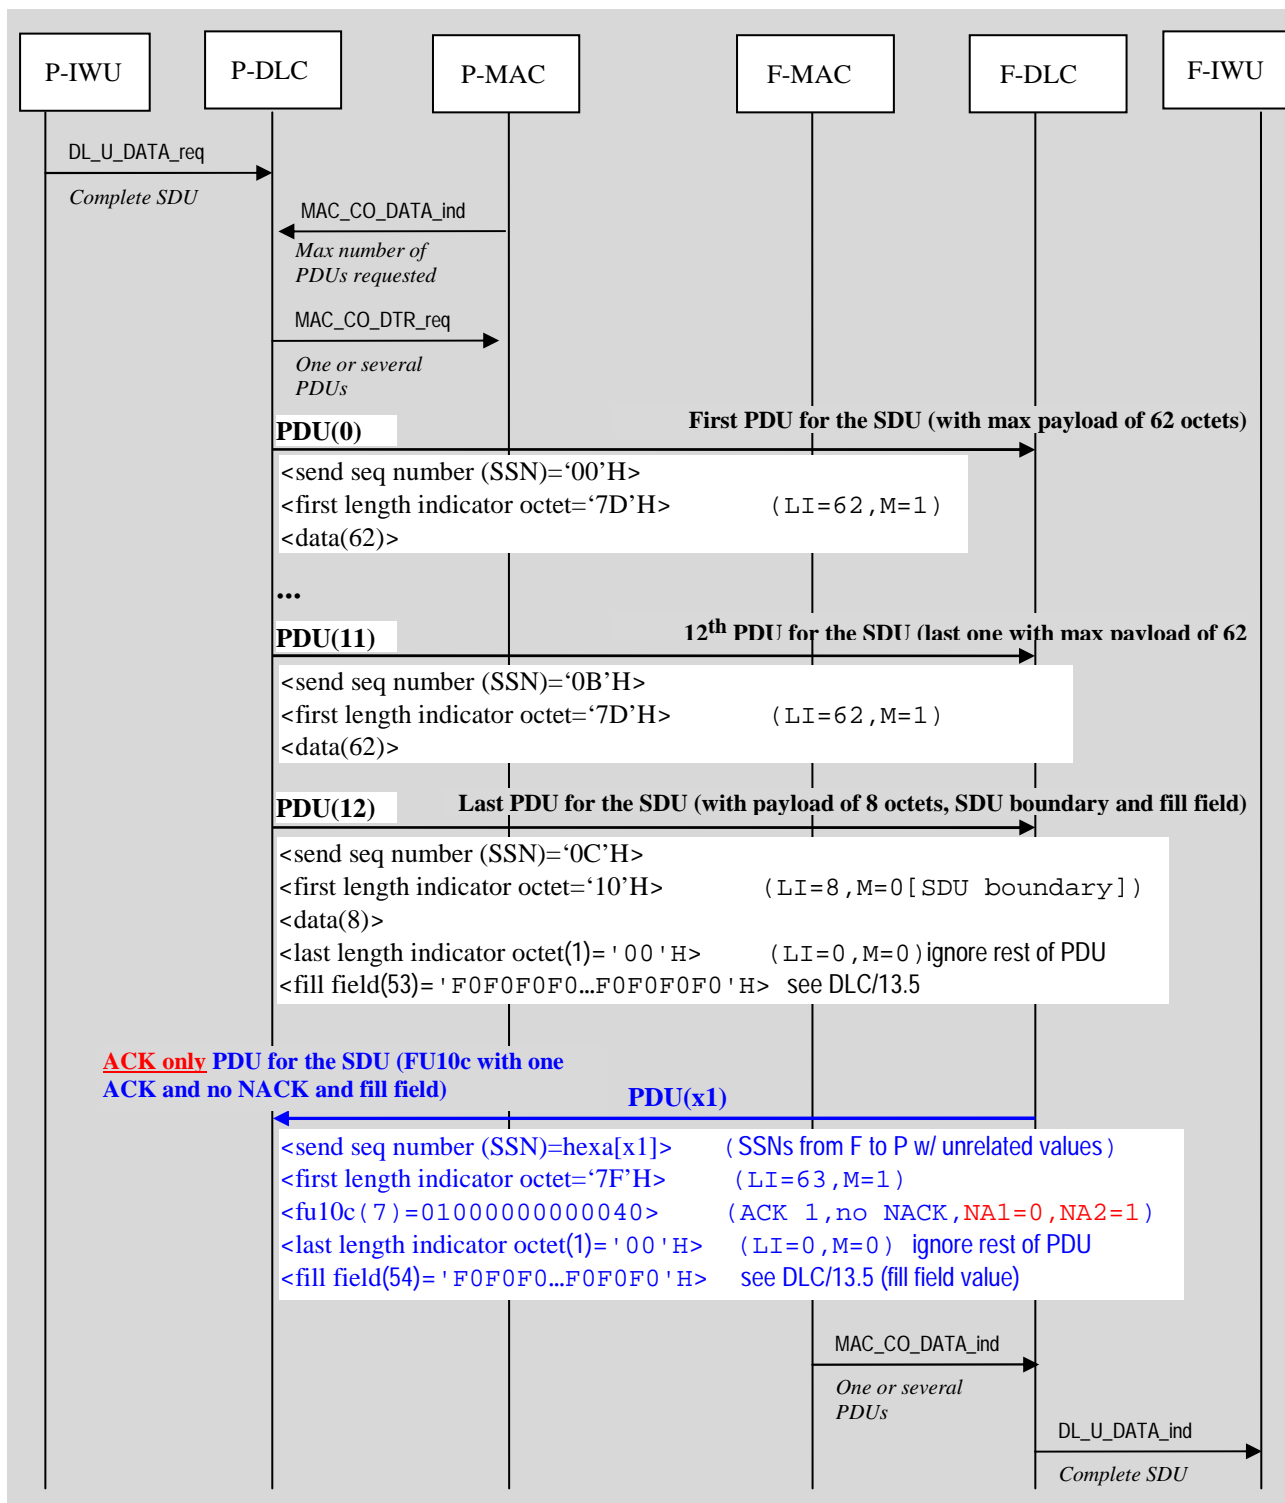 P-IWU P-DLC P-MAC F-MAC F-DLC F-IWU
DL_U_DATA_req
Complete SDU
MAC_CO_DATA_ind
Max number of
PDUs requested
MAC_CO_DTR_req
One or several
PDUs
First PDU for the SDU (with max payload of 62 octets)
PDU(0)
<send seq number (SSN)=‘00’H>
<first length indicator octet=‘7D’H> (LI=62,M=1)
<data(62)>
...
12th PDU for the SDU (last one with max payload of 62
PDU(11)
<send seq number (SSN)=‘0B’H>
<first length indicator octet=‘7D’H> (LI=62,M=1)
<data(62)>
PDU(12) Last PDU for the SDU (with payload of 8 octets, SDU boundary and fill field)
<send seq number (SSN)=‘0C’H>
<first length indicator octet=‘10’H> (LI=8,M=0[SDU boundary])
<data(8)>
<last length indicator octet(1)='00'H> (LI=0,M=0)ignore rest of PDU
<fill field(53)='F0F0F0F0…F0F0F0F0'H> see DLC/13.5
ACK only PDU for the SDU (FU10c with one
ACK and no NACK and fill field)
PDU(x1)
<send seq number (SSN)=hexa[x1]> (SSNs from F to P w/ unrelated values)
<first length indicator octet=‘7F’H> (LI=63,M=1)
<fu10c(7)=01000000000040> (ACK 1,no NACK,NA1=0,NA2=1)
<last length indicator octet(1)='00'H> (LI=0,M=0) ignore rest of PDU
<fill field(54)='F0F0F0…F0F0F0'H> see DLC/13.5 (fill field value)
MAC_CO_DATA_ind
One or several
PDUs
DL_U_DATA_ind
Complete SDU